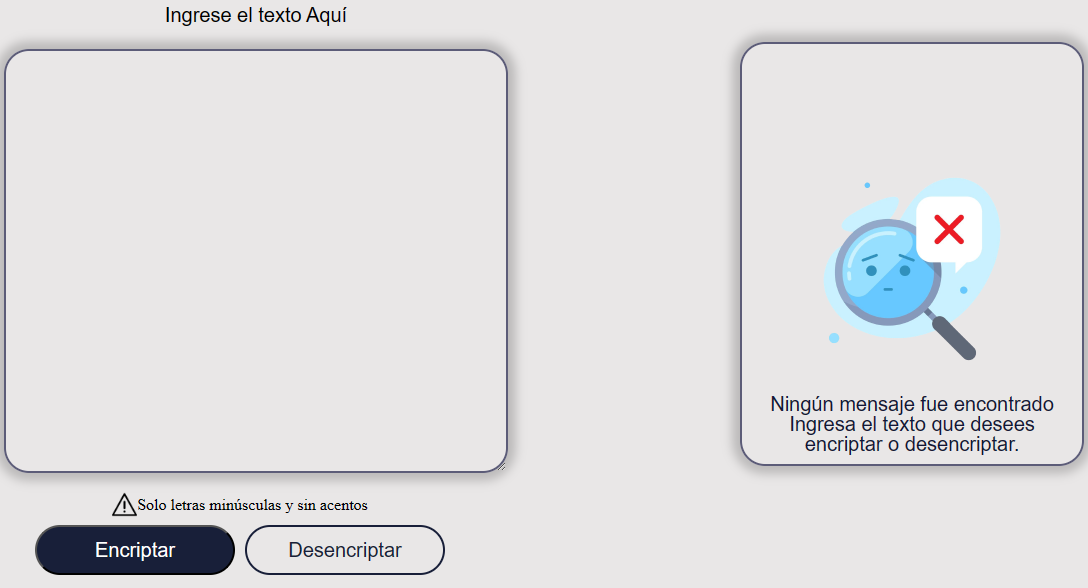 Ingrese el texto Aquí
Ningún mensaje fue encontrado
Ingresa el texto que desees
encriptar o desencriptar.
Solo letras minúsculas y sin acentos
Encriptar
Desencriptar